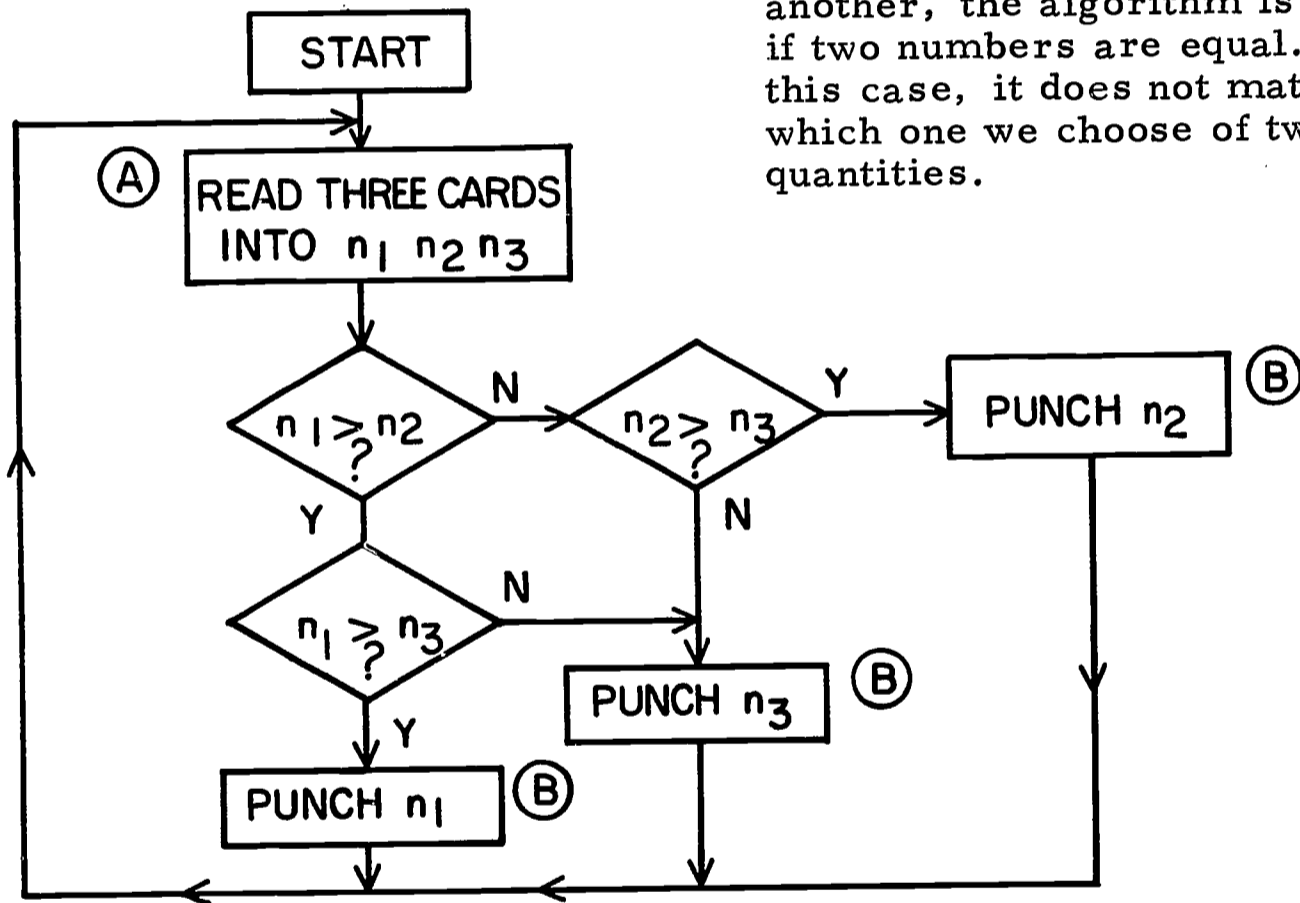 another, the algorithm is
if two numbers are equal.
this case, it does not
which one we choose of
quantities.
START
A
READ THREE CARDS
INTO n1 n2 n3
n1 ≥ n2
?
N
n2 ≥ n3
?
Y
PUNCH n2
B
Y
N
n1 ≥ n3
?
N
PUNCH n3
B
Y
PUNCH n1
B